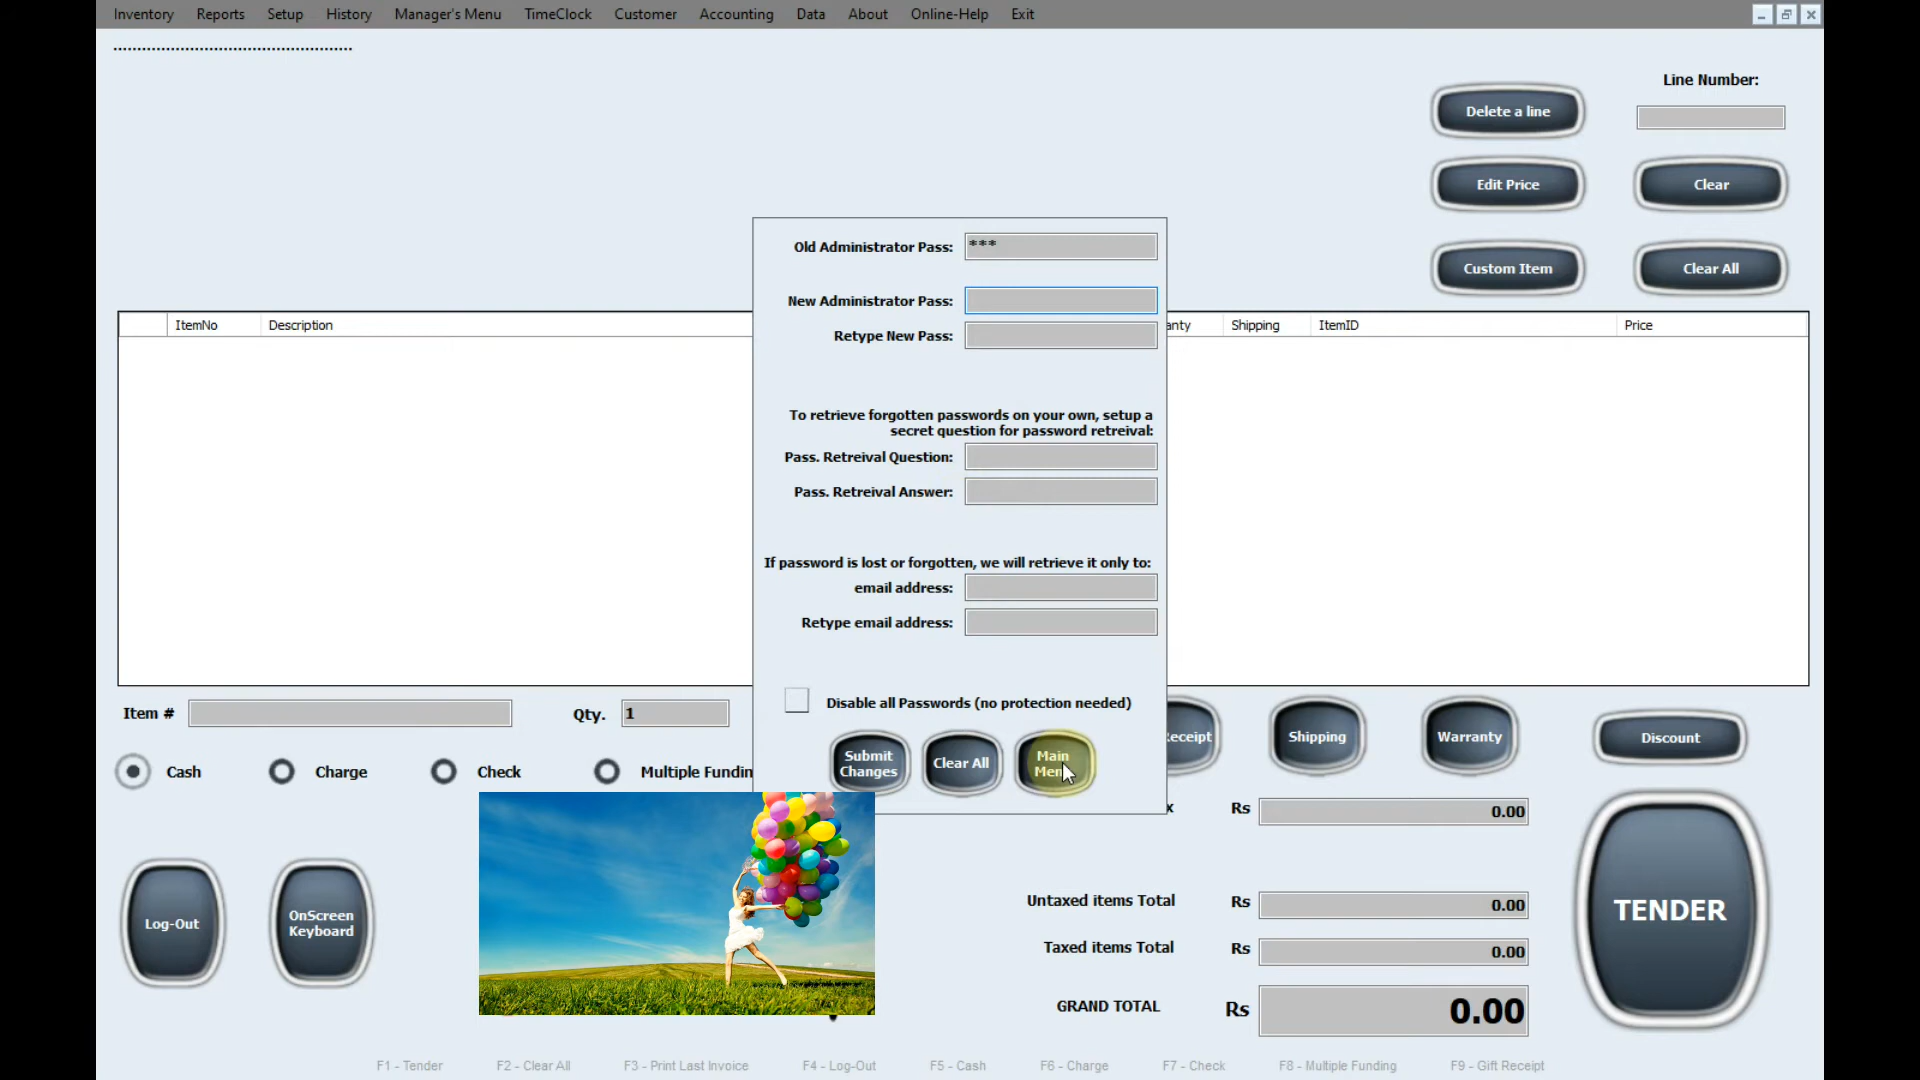 Inventory Reports Setup History Manager's Menu TimeClock Customer Accounting Data About Online-Help Exit
Line Number:
Delete a line
Edit Price
Clear
Custom Item
Clear All
Old Administrator Pass: ***
New Administrator Pass:
Retype New Pass:
To retrieve forgotten passwords on your own, setup a
secret question for password retreival:
Pass. Retreival Question:
Pass. Retreival Answer:
If password is lost or forgotten, we will retrieve it only to:
email address:
Retype email address:
Disable all Passwords (no protection needed)
Submit
Changes
Clear All
Main
Men
ItemNo Description anty Shipping ItemID Price
Item #
Qty. 1
eceipt
Shipping
Warranty
Discount
Cash Charge Check Multiple Fundin
x Rs 0.00
Untaxed items Total Rs 0.00
Taxed items Total Rs 0.00
GRAND TOTAL Rs 0.00
TENDER
Log-Out
OnScreen
Keyboard
F1 - Tender F2 - Clear All F3 - Print Last Invoice F4 - Log-Out F5 - Cash F6 - Charge F7 - Check F8 - Multiple Funding F9 - Gift Receipt